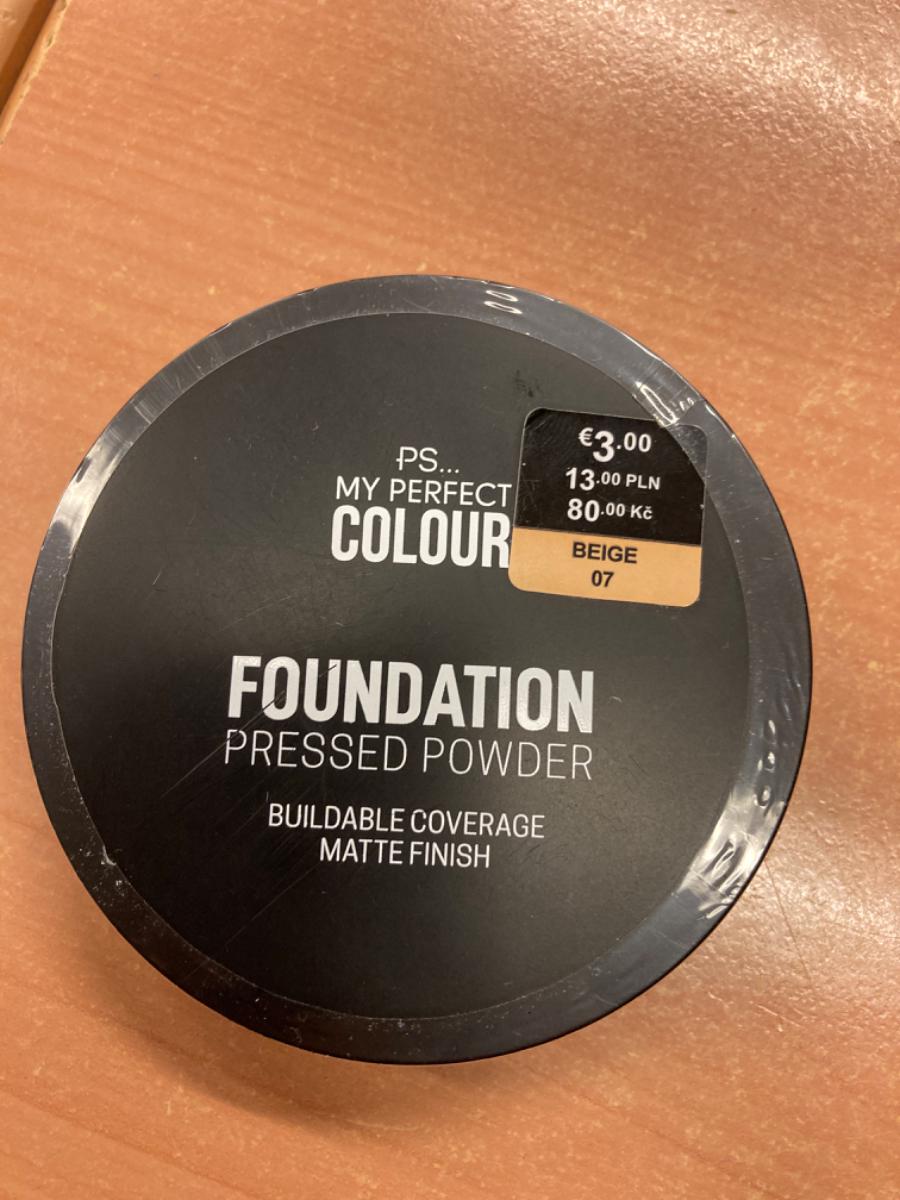 PS...
MY PERFECT
COLOUR
€3.00
13.00 PLN
80.00 Kč
BEIGE
07
FOUNDATION
PRESSED POWDER
BUILDABLE COVERAGE
MATTE FINISH